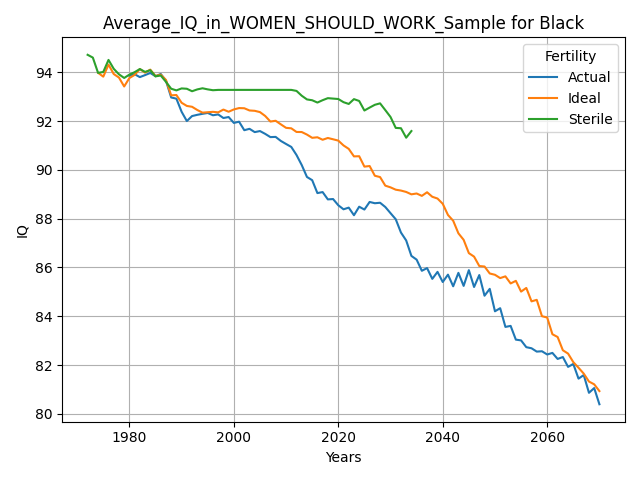 Average_IQ_in_WOMEN_SHOULD_WORK_Sample for Black
Fertility
Actual
Ideal
Sterile
IQ
94
92
90
88
86
84
82
80
1980
2000
2020
2040
2060
Years